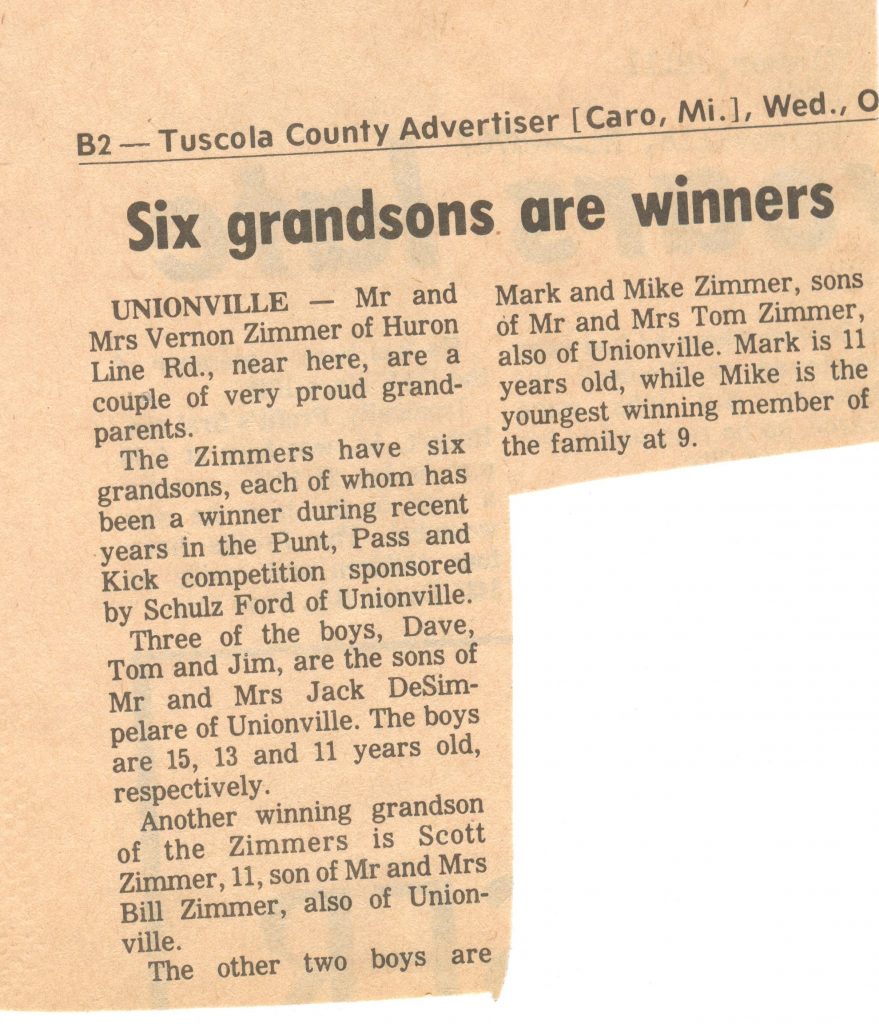 B2 — Tuscola County Advertiser [Caro, Mi.], Wed., O
Six grandsons are winners
UNIONVILLE — Mr and
Mrs Vernon Zimmer of Huron
Line Rd., near here, are a
couple of very proud grand-
parents.
The Zimmers have six
grandsons, each of whom has
been a winner during recent
years in the Punt, Pass and
Kick competition sponsored
by Schulz Ford of Unionville.
Three of the boys, Dave,
Tom and Jim, are the sons of
Mr and Mrs Jack DeSim-
pelare of Unionville. The boys
are 15, 13 and 11 years old,
respectively.
Another winning grandson
of the Zimmers is Scott
Zimmer, 11, son of Mr and Mrs
Bill Zimmer, also of Union-
ville.
The other two boys are
Mark and Mike Zimmer, sons
of Mr and Mrs Tom Zimmer,
also of Unionville. Mark is 11
years old, while Mike is the
youngest winning member of
the family at 9.